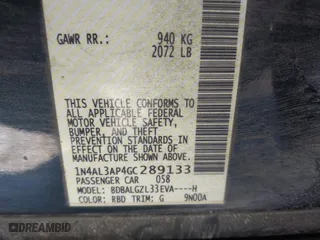 GAWR RR.: 940 KG
2072 LB
THIS VEHICLE CONFORMS TO
ALL APPLICABLE FEDERAL
MOTOR VEHICLE SAFETY,
BUMPER, AND THEFT
PREVENTION STANDARDS IN
EFFECT ON THE DATE OF
MANUFACTURE SHOWN ABOVE.
1N4AL3AP4GC289133
PASSENGER CAR 058
MODEL: BDBALGZL33EVA----H
COLOR: RBD TRIM: G 9N00A